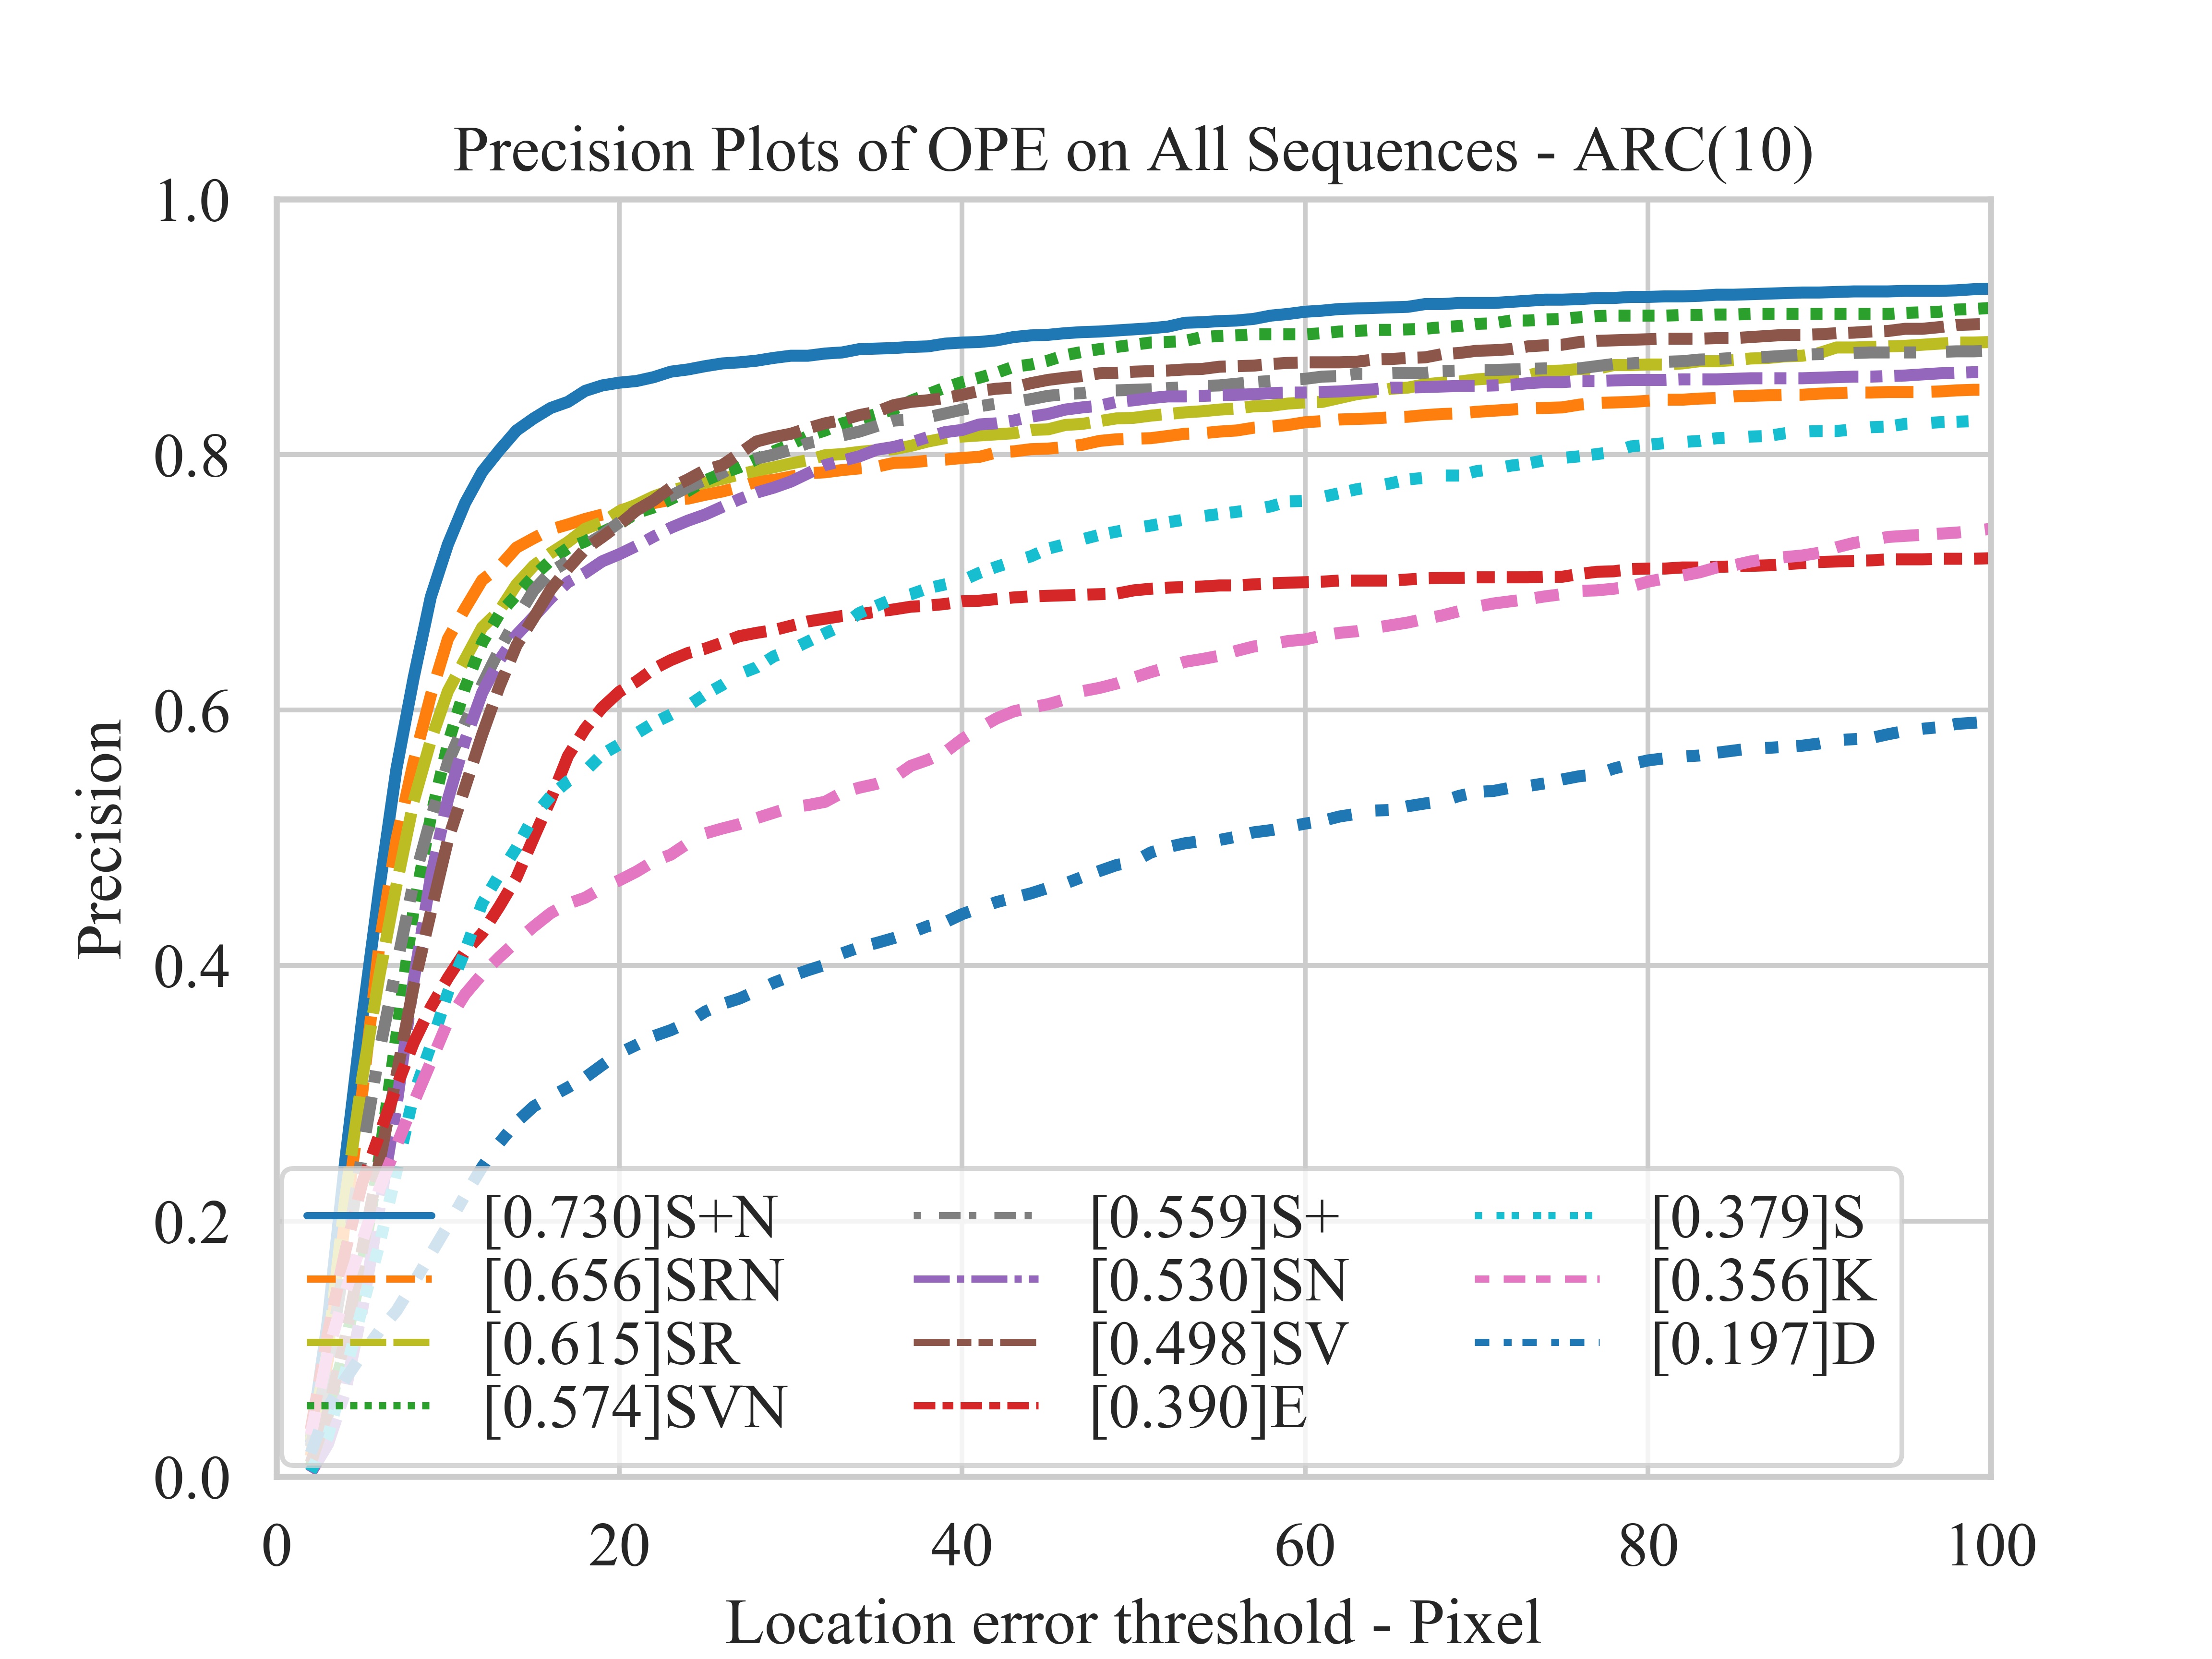 Precision Plots of OPE on All Sequences - ARC(10)
1.0
0.8
0.6
0.4
0.2
0.0
Precision
[0.730]S+N
[0.656]SRN
[0.615]SR
[0.574]SVN
[0.559]S+
[0.530]SN
[0.498]SV
[0.390]E
[0.379]S
[0.356]K
[0.197]D
0 20 40 60 80 100
Location error threshold - Pixel